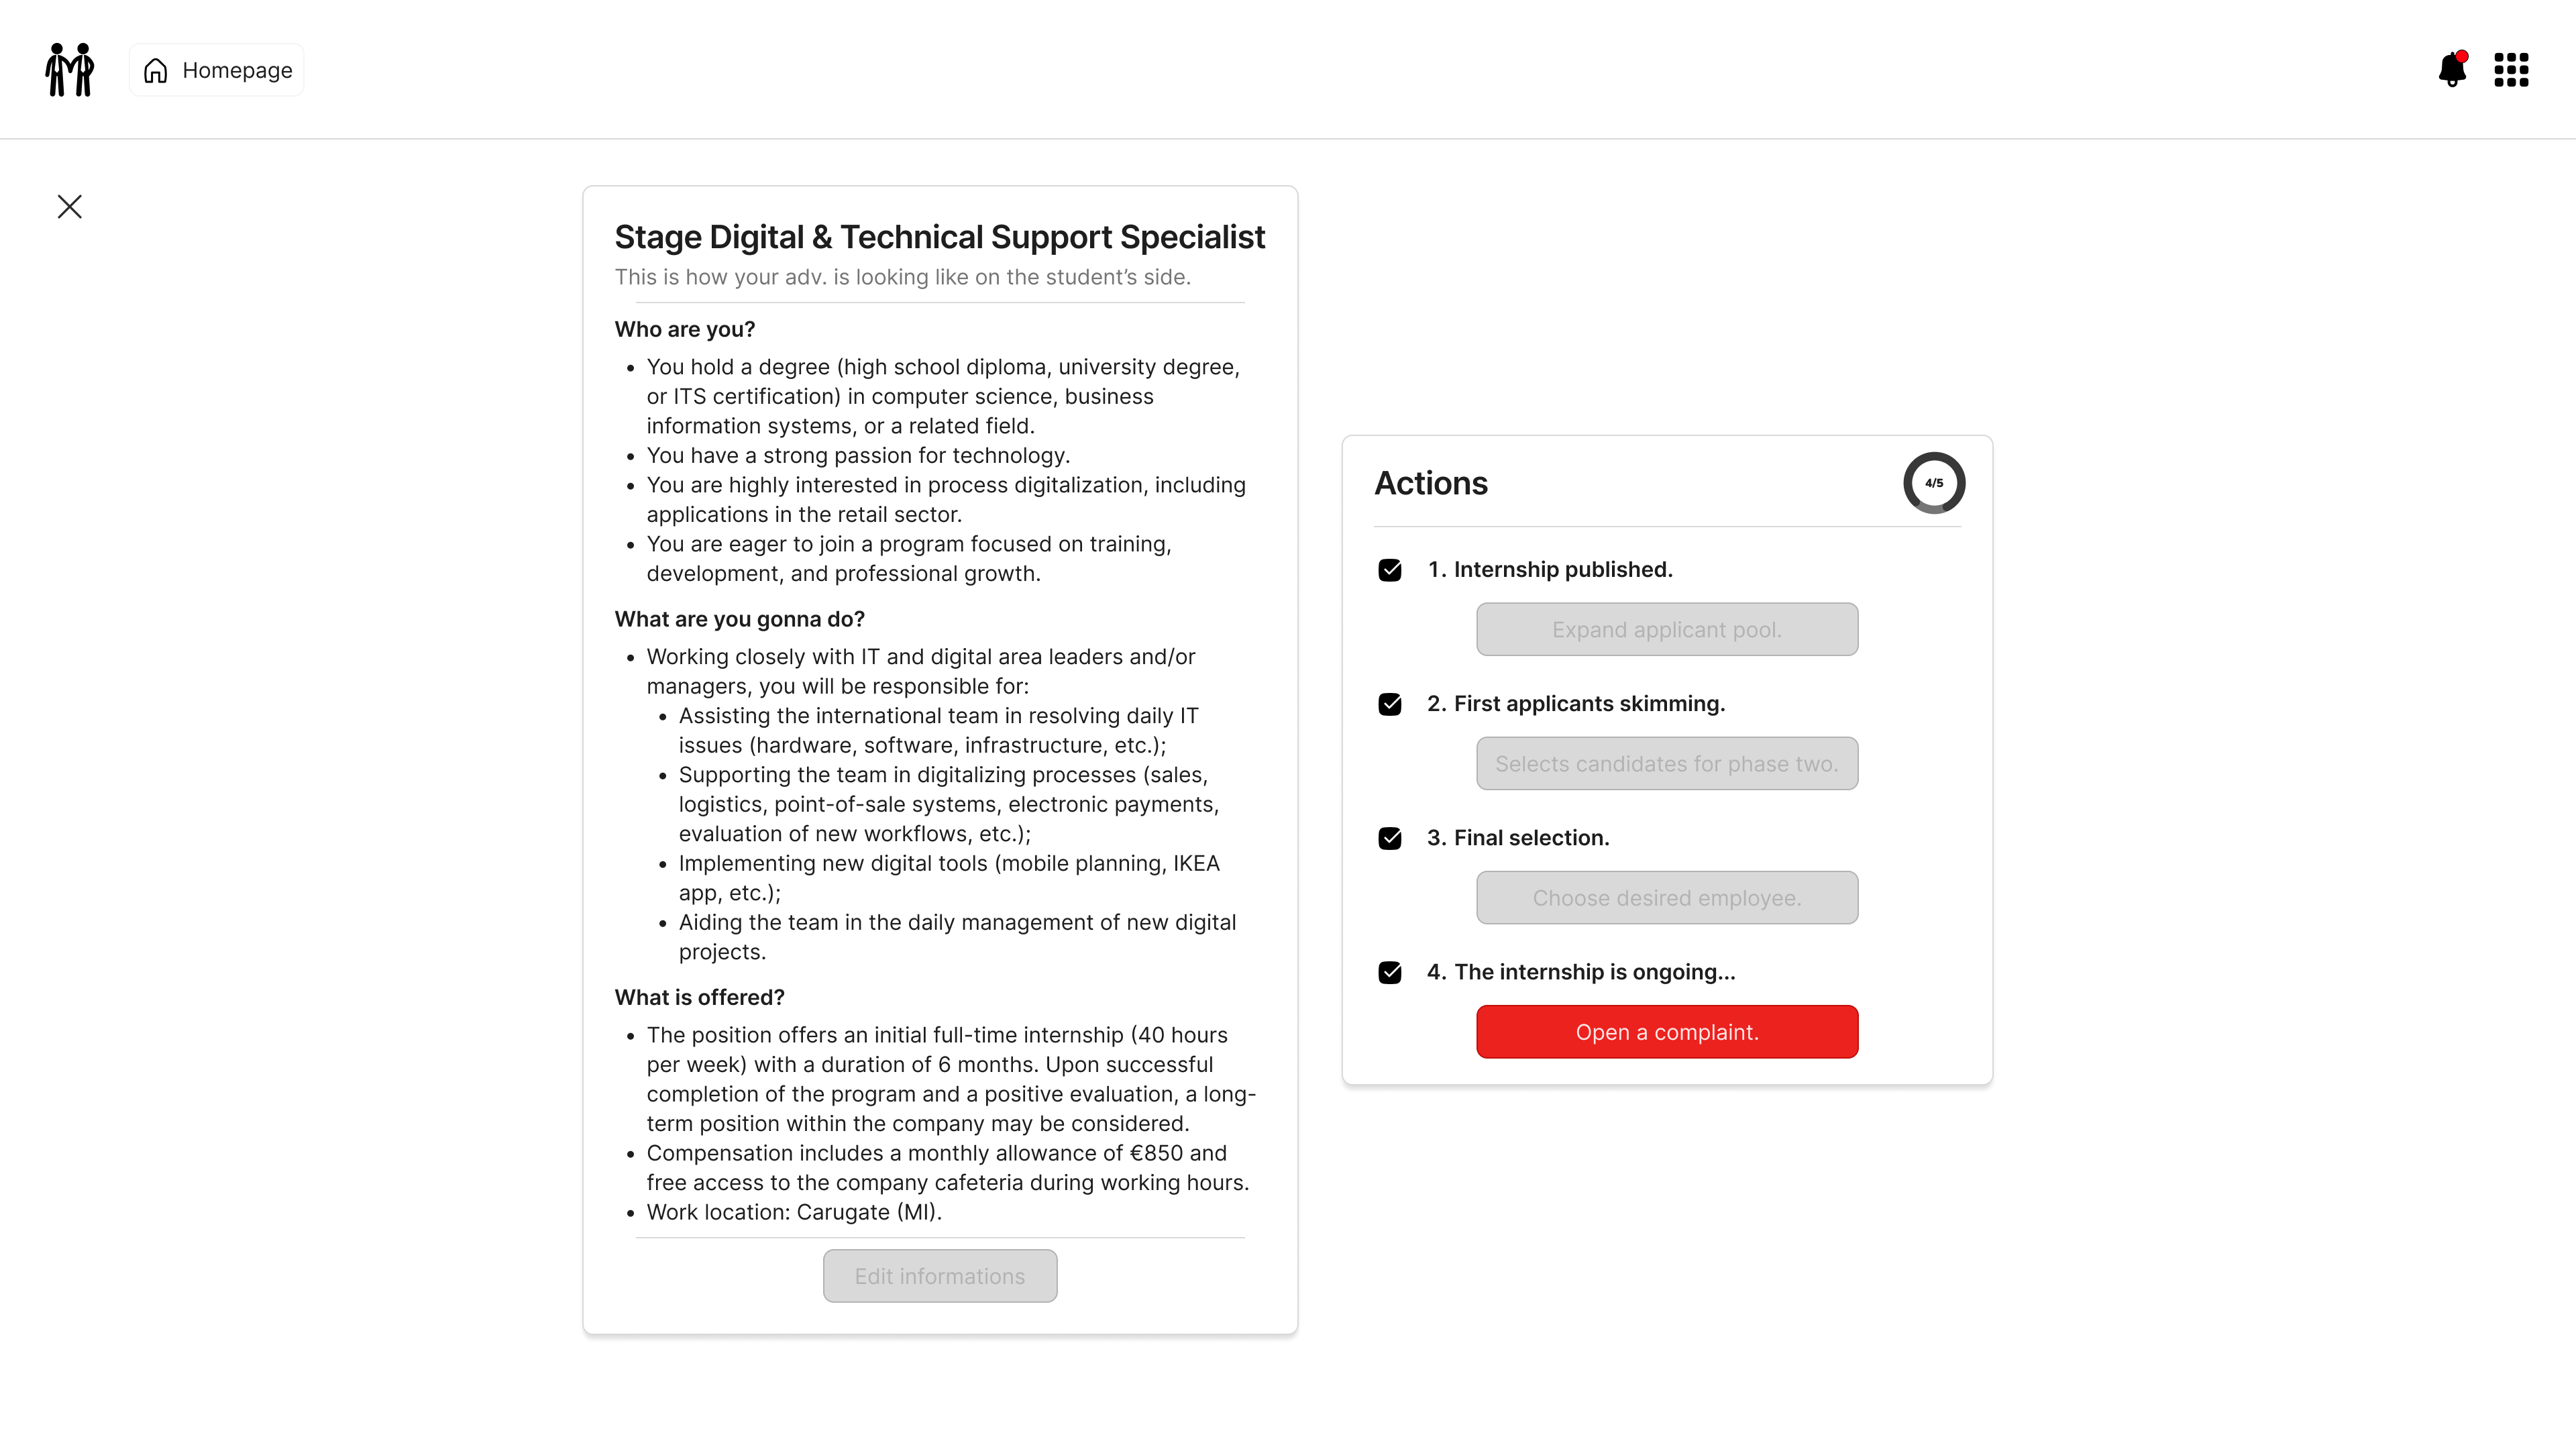 Homepage
Stage Digital & Technical Support Specialist
This is how your adv. is looking like on the student’s side.
Who are you?
• You hold a degree (high school diploma, university degree,
or ITS certification) in computer science, business
information systems, or a related field.
• You have a strong passion for technology.
• You are highly interested in process digitalization, including
applications in the retail sector.
• You are eager to join a program focused on training,
development, and professional growth.
What are you gonna do?
• Working closely with IT and digital area leaders and/or
managers, you will be responsible for:
• Assisting the international team in resolving daily IT
issues (hardware, software, infrastructure, etc.);
• Supporting the team in digitalizing processes (sales,
logistics, point-of-sale systems, electronic payments,
evaluation of new workflows, etc.);
• Implementing new digital tools (mobile planning, IKEA
app, etc.);
• Aiding the team in the daily management of new digital
projects.
What is offered?
• The position offers an initial full-time internship (40 hours
per week) with a duration of 6 months. Upon successful
completion of the program and a positive evaluation, a long-
term position within the company may be considered.
• Compensation includes a monthly allowance of €850 and
free access to the company cafeteria during working hours.
• Work location: Carugate (MI).
Edit informations
Actions
4/5
1. Internship published.
Expand applicant pool.
2. First applicants skimming.
Selects candidates for phase two.
3. Final selection.
Choose desired employee.
4. The internship is ongoing...
Open a complaint.